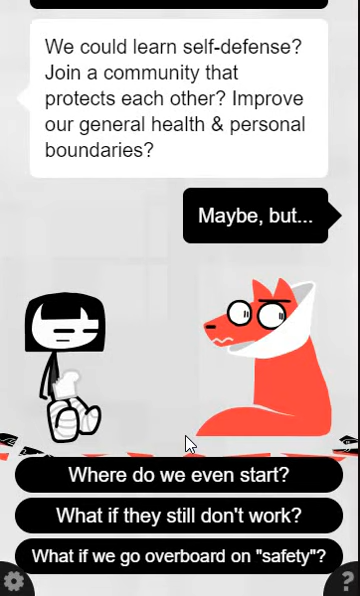 We could learn self-defense?
Join a community that
protects each other? Improve
our general health & personal
boundaries?
Maybe, but...
Where do we even start?
What if they still don't work?
What if we go overboard on "safety"?
?